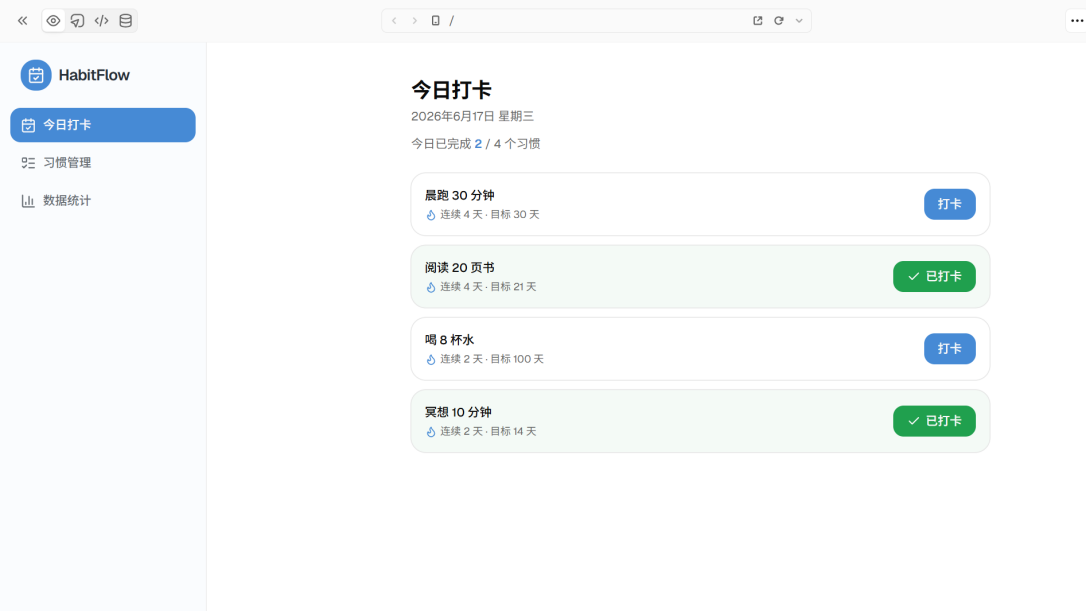 /
HabitFlow
今日打卡
习惯管理
数据统计
今日打卡
2026年6月17日 星期三
今日已完成 2 / 4 个习惯
晨跑 30 分钟
连续 4 天 · 目标 30 天
打卡
阅读 20 页书
连续 4 天 · 目标 21 天
已打卡
喝 8 杯水
连续 2 天 · 目标 100 天
打卡
冥想 10 分钟
连续 2 天 · 目标 14 天
已打卡